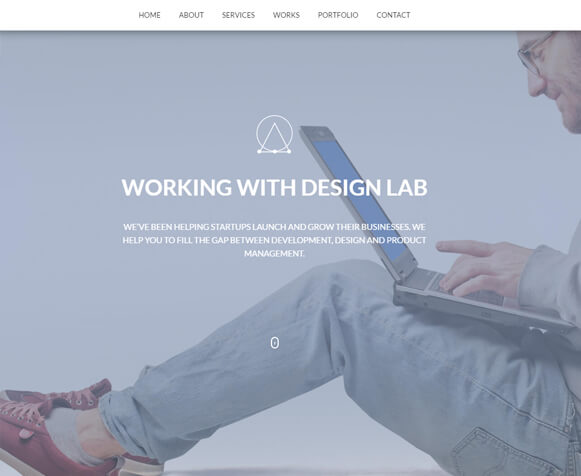 HOME ABOUT SERVICES WORKS PORTFOLIO CONTACT
WORKING WITH DESIGN LAB
WE'VE BEEN HELPING STARTUPS LAUNCH AND GROW THEIR BUSINESSES. WE
HELP YOU TO FILL THE GAP BETWEEN DEVELOPMENT, DESIGN AND PRODUCT
MANAGEMENT.